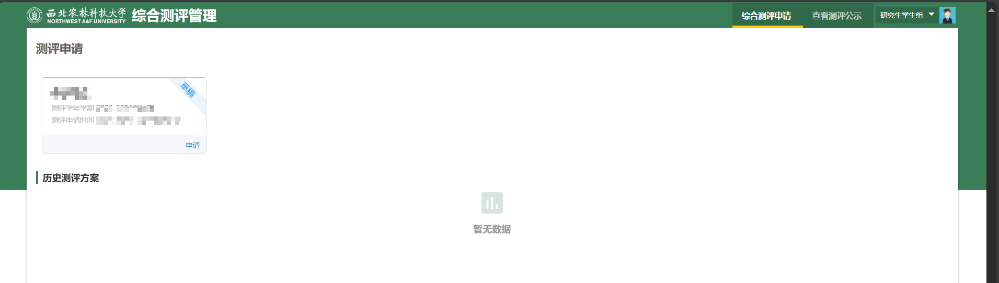 西北农林科技大学 综合测评管理
NORTHWEST A&F UNIVERSITY
综合测评申请 查看测评公示 研究生学生组
测评申请
草稿
测评学年学期
测评申请时间
申请
历史测评方案
暂无数据